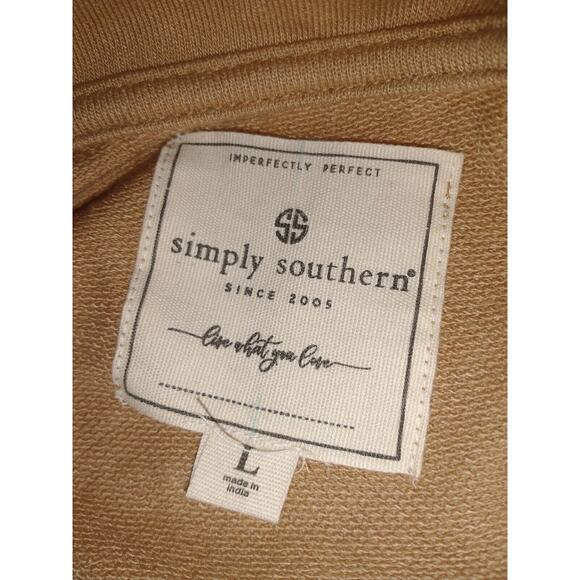 IMPERFECTLY PERFECT
SS
simply southern®
SINCE 2005
live what you love
L
made in
india